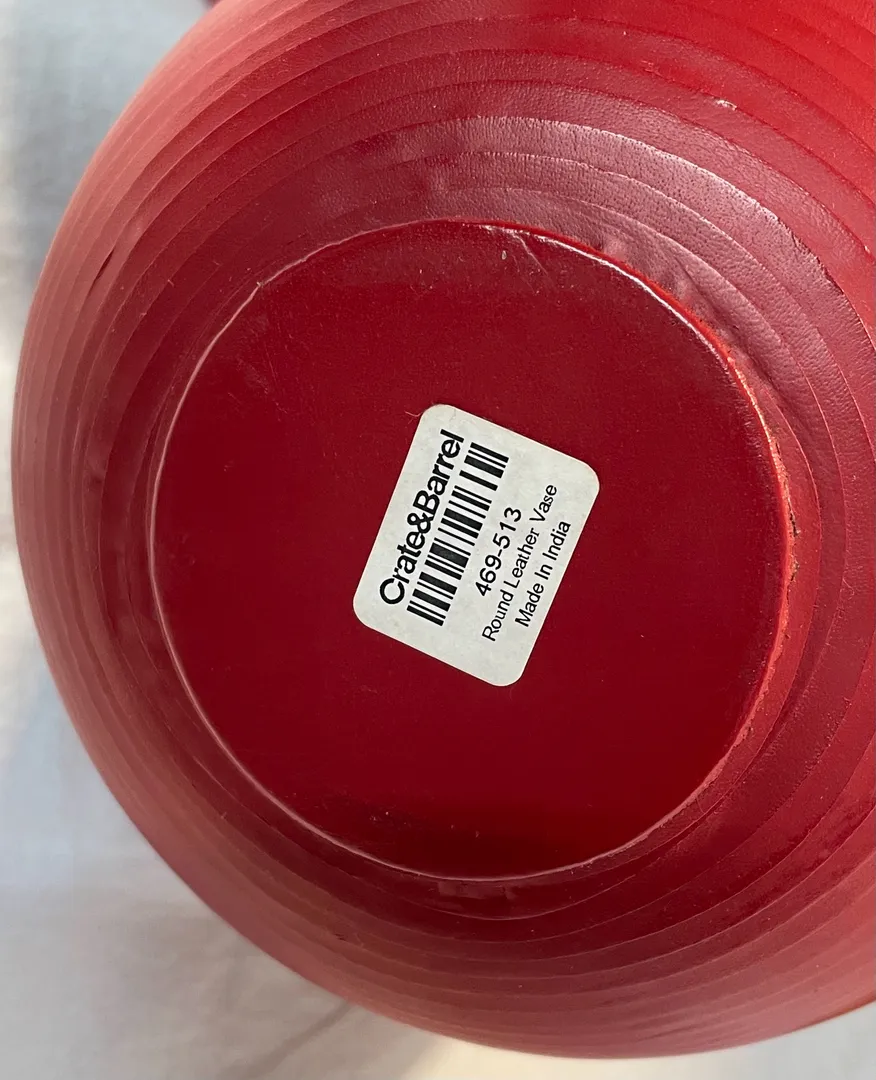 Crate&Barrel
469-513
Round Leather Vase
Made In India